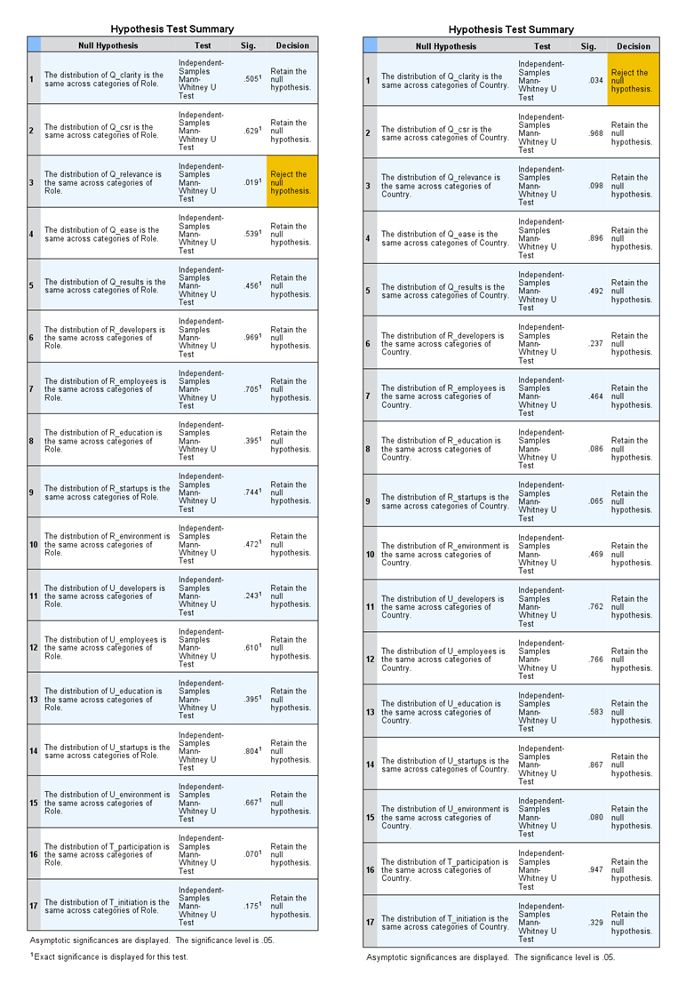 Hypothesis Test Summary
Null Hypothesis Test Sig. Decision
1 The distribution of Q_clarity is the same across categories of Role. Independent-Samples Mann-Whitney U Test .505¹ Retain the null hypothesis.
2 The distribution of Q_csr is the same across categories of Role. Independent-Samples Mann-Whitney U Test .629¹ Retain the null hypothesis.
3 The distribution of Q_relevance is the same across categories of Role. Independent-Samples Mann-Whitney U Test .019¹ Reject the null hypothesis.
4 The distribution of Q_ease is the same across categories of Role. Independent-Samples Mann-Whitney U Test .539¹ Retain the null hypothesis.
5 The distribution of Q_results is the same across categories of Role. Independent-Samples Mann-Whitney U Test .456¹ Retain the null hypothesis.
6 The distribution of R_developers is the same across categories of Role. Independent-Samples Mann-Whitney U Test .969¹ Retain the null hypothesis.
7 The distribution of R_employees is the same across categories of Role. Independent-Samples Mann-Whitney U Test .705¹ Retain the null hypothesis.
8 The distribution of R_education is the same across categories of Role. Independent-Samples Mann-Whitney U Test .395¹ Retain the null hypothesis.
9 The distribution of R_startups is the same across categories of Role. Independent-Samples Mann-Whitney U Test .744¹ Retain the null hypothesis.
10 The distribution of R_environment is the same across categories of Role. Independent-Samples Mann-Whitney U Test .472¹ Retain the null hypothesis.
11 The distribution of U_developers is the same across categories of Role. Independent-Samples Mann-Whitney U Test .243¹ Retain the null hypothesis.
12 The distribution of U_employees is the same across categories of Role. Independent-Samples Mann-Whitney U Test .610¹ Retain the null hypothesis.
13 The distribution of U_education is the same across categories of Role. Independent-Samples Mann-Whitney U Test .395¹ Retain the null hypothesis.
14 The distribution of U_startups is the same across categories of Role. Independent-Samples Mann-Whitney U Test .804¹ Retain the null hypothesis.
15 The distribution of U_environment is the same across categories of Role. Independent-Samples Mann-Whitney U Test .667¹ Retain the null hypothesis.
16 The distribution of T_participation is the same across categories of Role. Independent-Samples Mann-Whitney U Test .070¹ Retain the null hypothesis.
17 The distribution of T_initiation is the same across categories of Role. Independent-Samples Mann-Whitney U Test .175¹ Retain the null hypothesis.
Asymptotic significances are displayed. The significance level is .05.
¹Exact significance is displayed for this test.
Hypothesis Test Summary
Null Hypothesis Test Sig. Decision
1 The distribution of Q_clarity is the same across categories of Country. Independent-Samples Mann-Whitney U Test .034 Reject the null hypothesis.
2 The distribution of Q_csr is the same across categories of Country. Independent-Samples Mann-Whitney U Test .968 Retain the null hypothesis.
3 The distribution of Q_relevance is the same across categories of Country. Independent-Samples Mann-Whitney U Test .098 Retain the null hypothesis.
4 The distribution of Q_ease is the same across categories of Country. Independent-Samples Mann-Whitney U Test .896 Retain the null hypothesis.
5 The distribution of Q_results is the same across categories of Country. Independent-Samples Mann-Whitney U Test .492 Retain the null hypothesis.
6 The distribution of R_developers is the same across categories of Country. Independent-Samples Mann-Whitney U Test .237 Retain the null hypothesis.
7 The distribution of R_employees is the same across categories of Country. Independent-Samples Mann-Whitney U Test .464 Retain the null hypothesis.
8 The distribution of R_education is the same across categories of Country. Independent-Samples Mann-Whitney U Test .086 Retain the null hypothesis.
9 The distribution of R_startups is the same across categories of Country. Independent-Samples Mann-Whitney U Test .065 Retain the null hypothesis.
10 The distribution of R_environment is the same across categories of Country. Independent-Samples Mann-Whitney U Test .469 Retain the null hypothesis.
11 The distribution of U_developers is the same across categories of Country. Independent-Samples Mann-Whitney U Test .762 Retain the null hypothesis.
12 The distribution of U_employees is the same across categories of Country. Independent-Samples Mann-Whitney U Test .766 Retain the null hypothesis.
13 The distribution of U_education is the same across categories of Country. Independent-Samples Mann-Whitney U Test .583 Retain the null hypothesis.
14 The distribution of U_startups is the same across categories of Country. Independent-Samples Mann-Whitney U Test .867 Retain the null hypothesis.
15 The distribution of U_environment is the same across categories of Country. Independent-Samples Mann-Whitney U Test .080 Retain the null hypothesis.
16 The distribution of T_participation is the same across categories of Country. Independent-Samples Mann-Whitney U Test .947 Retain the null hypothesis.
17 The distribution of T_initiation is the same across categories of Country. Independent-Samples Mann-Whitney U Test .329 Retain the null hypothesis.
Asymptotic significances are displayed. The significance level is .05.